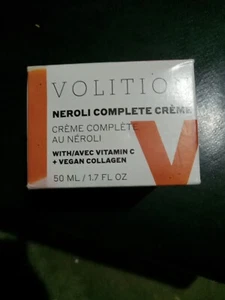 VOLITIO
NEROLI COMPLETE CRÈME
CRÈME COMPLÈTE
AU NÉROLI
WITH/AVEC VITAMIN C
+ VEGAN COLLAGEN
50 ML / 1.7 FL OZ
V